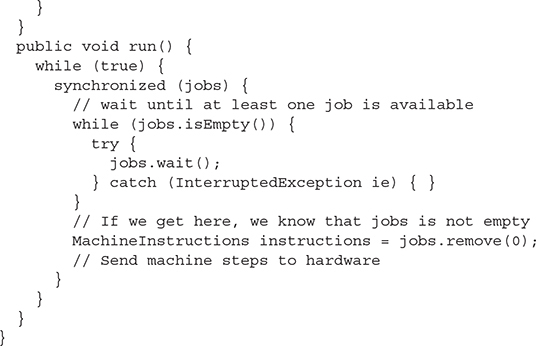 }
  }
  public void run() {
    while (true) {
      synchronized (jobs) {
        // wait until at least one job is available
        while (jobs.isEmpty()) {
          try {
            jobs.wait();
          } catch (InterruptedException ie) { }
        }
        // If we get here, we know that jobs is not empty
        MachineInstructions instructions = jobs.remove(0);
        // Send machine steps to hardware
      }
    }
  }
}